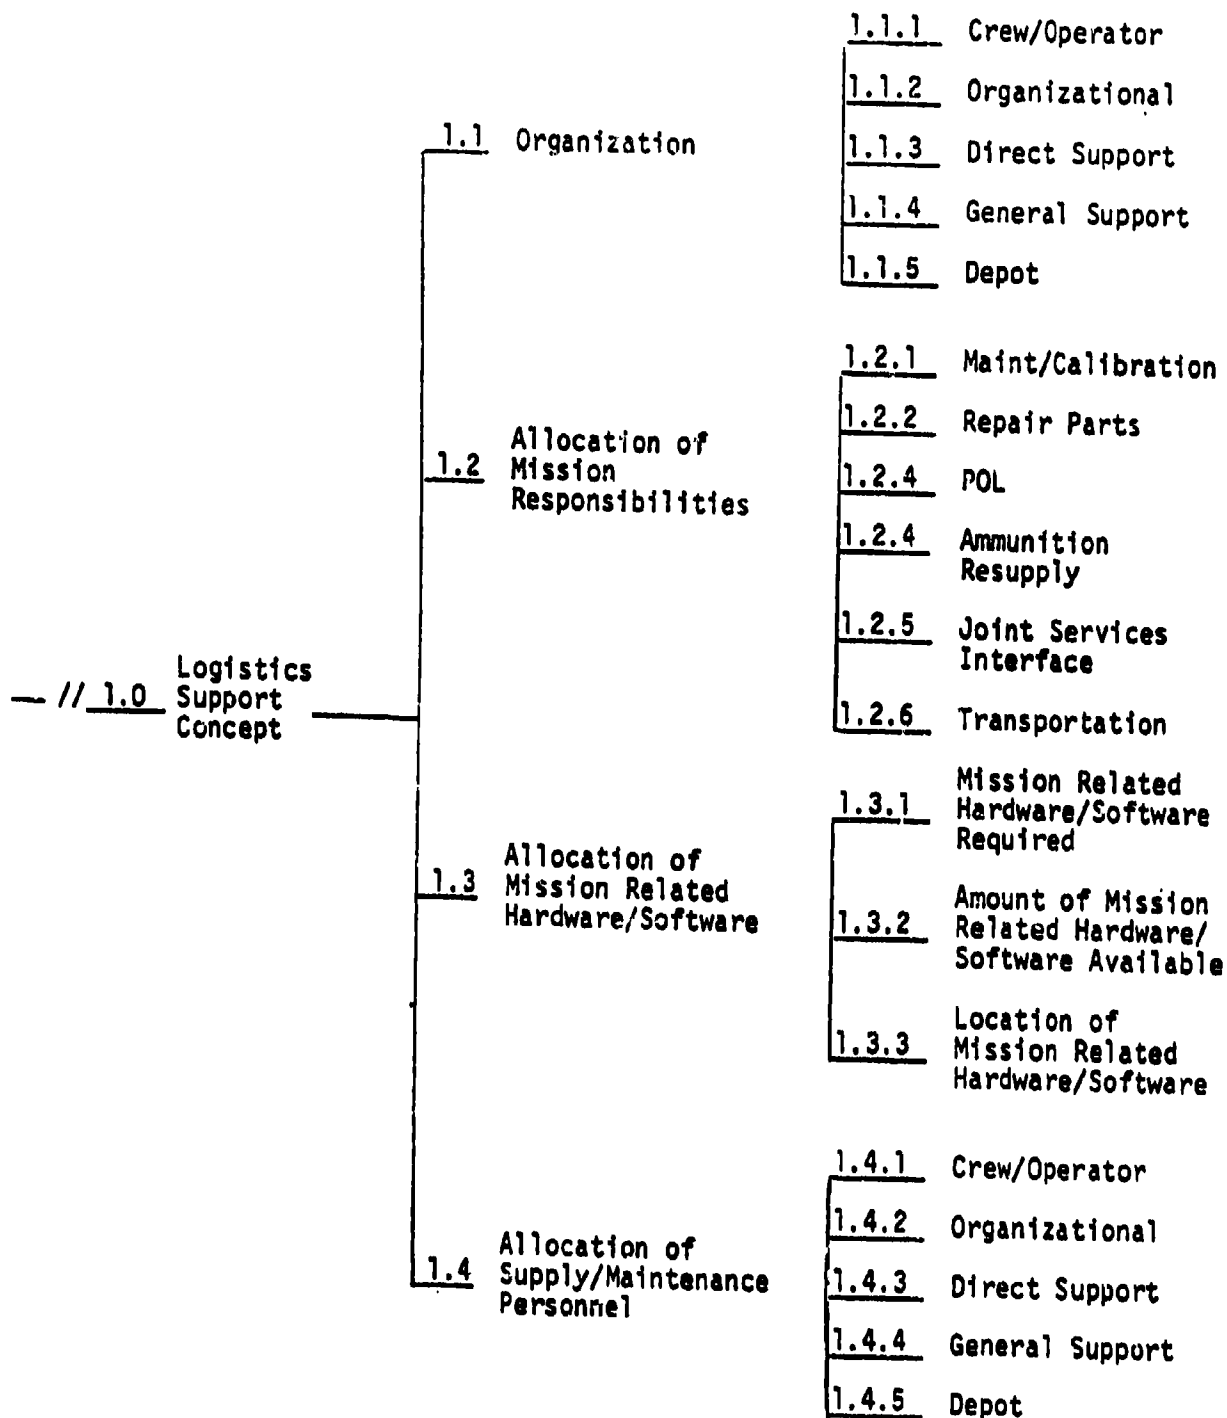 // 1.0 Logistics
Support
Concept
1.1 Organization
1.1.1 Crew/Operator
1.1.2 Organizational
1.1.3 Direct Support
1.1.4 General Support
1.1.5 Depot
1.2 Allocation of
Mission
Responsibilities
1.2.1 Maint/Calibration
1.2.2 Repair Parts
1.2.4 POL
1.2.4 Ammunition
Resupply
1.2.5 Joint Services
Interface
1.2.6 Transportation
1.3 Allocation of
Mission Related
Hardware/Software
1.3.1 Mission Related
Hardware/Software
Required
1.3.2 Amount of Mission
Related Hardware/
Software Available
1.3.3 Location of
Mission Related
Hardware/Software
1.4 Allocation of
Supply/Maintenance
Personnel
1.4.1 Crew/Operator
1.4.2 Organizational
1.4.3 Direct Support
1.4.4 General Support
1.4.5 Depot